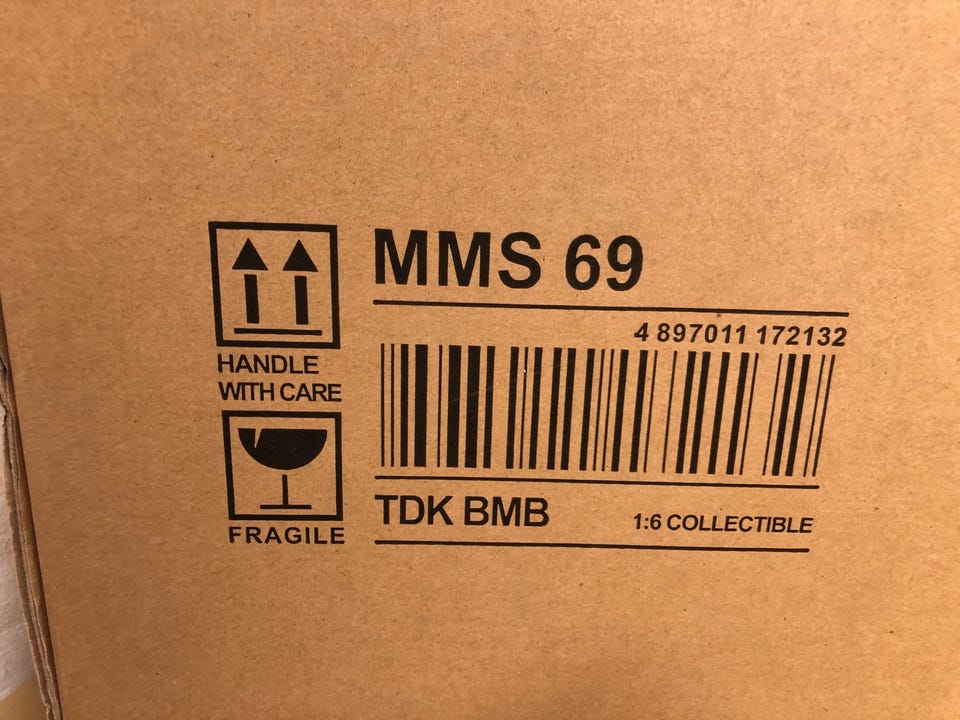 MMS 69
4 897011 172132
HANDLE
WITH CARE
TDK BMB
1:6 COLLECTIBLE
FRAGILE